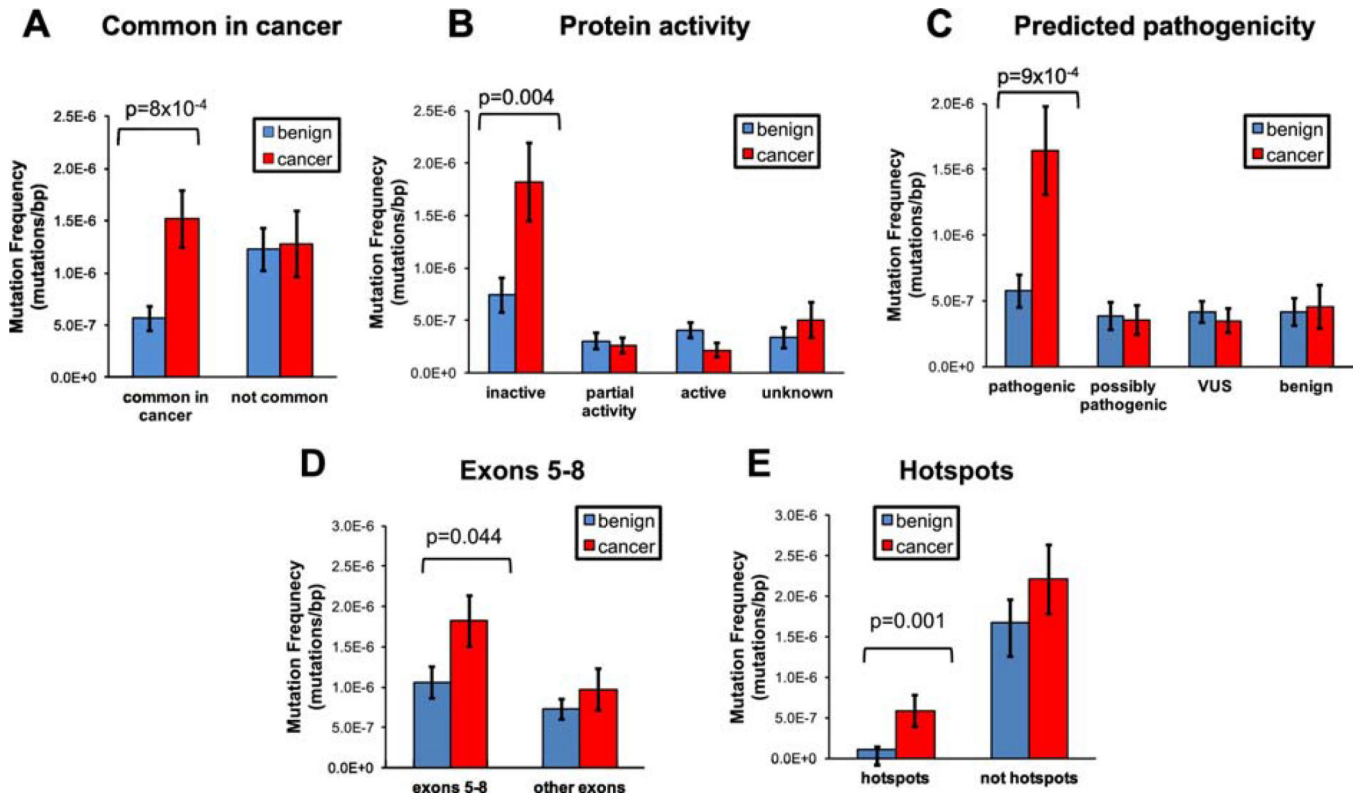 A Common in cancer
p=8x10-4
Mutation Frequnecy
(mutations/bp)
2.5E-6
2.0E-6
1.5E-6
1.0E-6
5.0E-7
0.0E+0
benign
cancer
common in
cancer
not common
B Protein activity
p=0.004
Mutation Frequnecy
(mutations/bp)
2.5E-6
2.0E-6
1.5E-6
1.0E-6
5.0E-7
0.0E+0
benign
cancer
inactive
partial
activity
active
unknown
C Predicted pathogenicity
p=9x10-4
Mutation Frequnecy
(mutations/bp)
2.0E-6
1.5E-6
1.0E-6
5.0E-7
0.0E+0
benign
cancer
pathogenic
possibly
pathogenic
VUS
benign
D Exons 5-8
p=0.044
Mutation Frequnecy
(mutations/bp)
3.0E-6
2.5E-6
2.0E-6
1.5E-6
1.0E-6
5.0E-7
0.0E+0
benign
cancer
exons 5-8
other exons
E Hotspots
p=0.001
Mutation Frequnecy
(mutations/bp)
3.0E-6
2.5E-6
2.0E-6
1.5E-6
1.0E-6
5.0E-7
0.0E+0
benign
cancer
hotspots
not hotspots